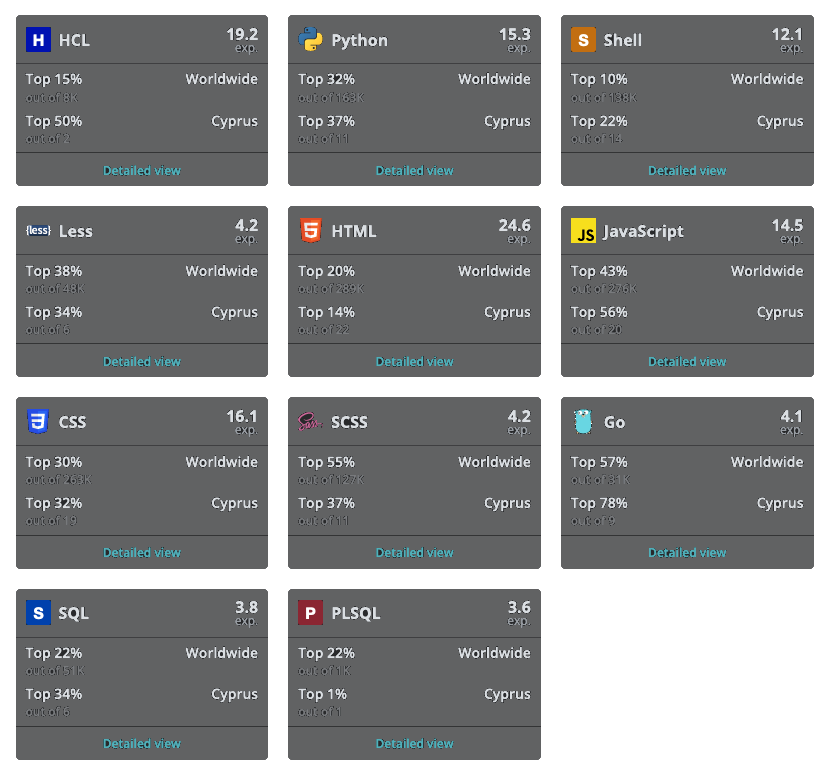 H HCL 19.2
exp.
Top 15% Worldwide
out of 8K
Top 50% Cyprus
out of 2
Detailed view
Python 15.3
exp.
Top 32% Worldwide
out of 163K
Top 37% Cyprus
out of 11
Detailed view
S Shell 12.1
exp.
Top 10% Worldwide
out of 138K
Top 22% Cyprus
out of 14
Detailed view
{less} Less 4.2
exp.
Top 38% Worldwide
out of 48K
Top 34% Cyprus
out of 6
Detailed view
5 HTML 24.6
exp.
Top 20% Worldwide
out of 289K
Top 14% Cyprus
out of 22
Detailed view
JS JavaScript 14.5
exp.
Top 43% Worldwide
out of 276K
Top 56% Cyprus
out of 20
Detailed view
3 CSS 16.1
exp.
Top 30% Worldwide
out of 263K
Top 32% Cyprus
out of 19
Detailed view
Sass SCSS 4.2
exp.
Top 55% Worldwide
out of 127K
Top 37% Cyprus
out of 11
Detailed view
Go 4.1
exp.
Top 57% Worldwide
out of 31K
Top 78% Cyprus
out of 9
Detailed view
S SQL 3.8
exp.
Top 22% Worldwide
out of 51K
Top 34% Cyprus
out of 6
Detailed view
P PLSQL 3.6
exp.
Top 22% Worldwide
out of 1K
Top 1% Cyprus
out of 1
Detailed view